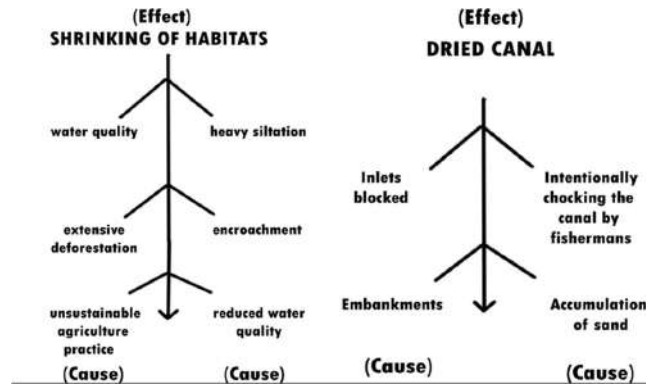 (Effect)
SHRINKING OF HABITATS
water quality
heavy siltation
extensive
deforestation
encroachment
unsustainable
agriculture
practice
reduced water
quality
(Cause)
(Cause)
(Effect)
DRIED CANAL
Inlets
blocked
Intentionally
chocking the
canal by
fishermans
Embankments
Accumulation
of sand
(Cause)
(Cause)